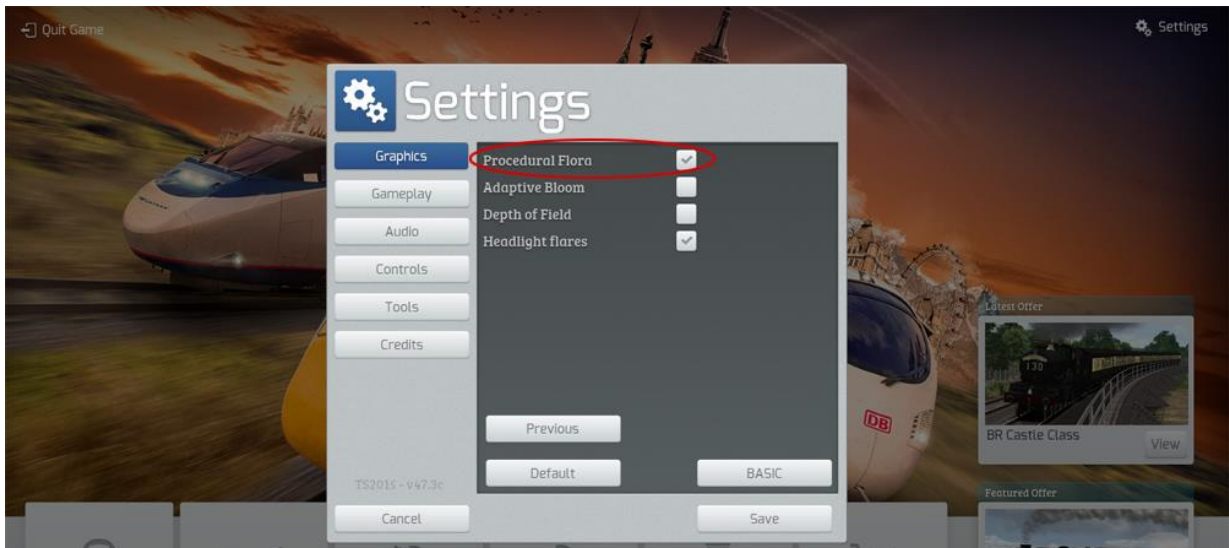 Quit Game
Settings
Settings
Graphics
Procedural Flora
Gameplay
Adaptive Bloom
Depth of Field
Audio
Headlight flares
Controls
Tools
Credits
Latest Offer
130
DB
BR Castle Class
View
Previous
Default
BASIC
TS2015 - v47.3c
Featured Offer
Cancel
Save